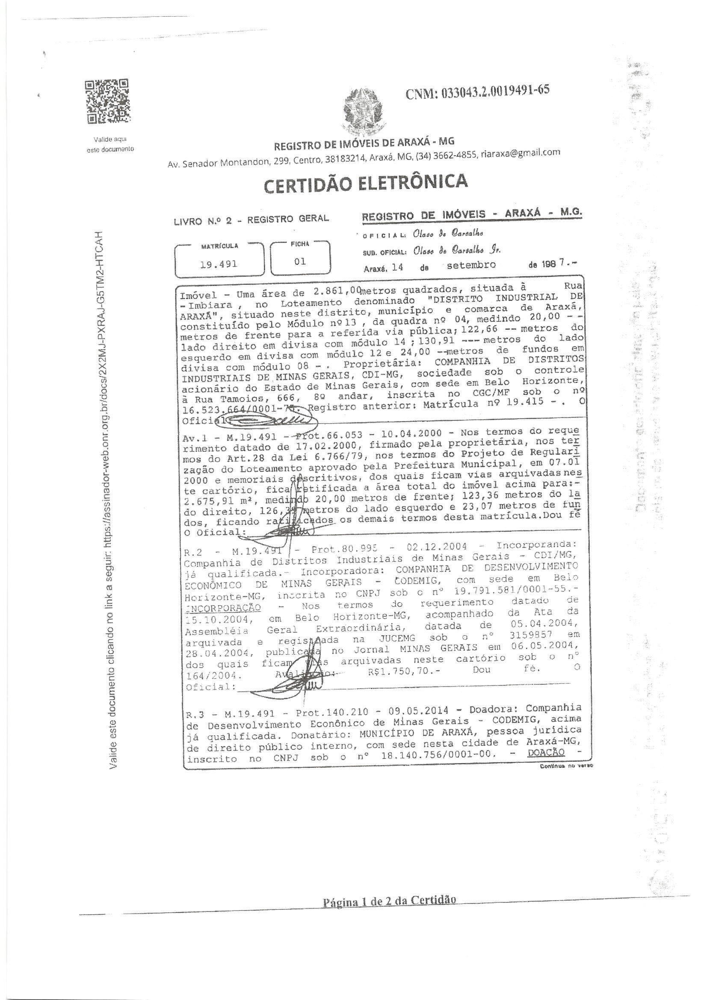 CNM: 033043.2.0019491-65
Valide aqui
este documento
REGISTRO DE IMÓVEIS DE ARAXÁ - MG
Av. Senador Montandon, 299, Centro, 38183214, Araxá, MG, (34) 3662-4855, riaraxa@gmail.com
CERTIDÃO ELETRÔNICA
LIVRO N.º 2 - REGISTRO GERAL
REGISTRO DE IMÓVEIS - ARAXÁ - M.G.
OFICIAL: Olavo de Carvalho
SUB. OFICIAL: Olavo de Carvalho Jr.
MATRÍCULA
19.491
FICHA
01
Araxá, 14 de setembro de 1987.-
Imóvel - Uma área de 2.861,00metros quadrados, situada à Rua
-Imbiara , no Loteamento denominado "DISTRITO INDUSTRIAL DE
ARAXÁ", situado neste distrito, município e comarca de Araxá,
constituído pelo Módulo nº13 , da quadra nº 04, medindo 20,00 - -
metros de frente para a referida via pública; 122,66 -- metros do
lado direito em divisa com módulo 14 ; 130,91 --- metros do lado
esquerdo em divisa com módulo 12 e 24,00 --metros de fundos em
divisa com módulo 08 - . Proprietária: COMPANHIA DE DISTRITOS
INDUSTRIAIS DE MINAS GERAIS, CDI-MG, sociedade sob o controle
acionário do Estado de Minas Gerais, com sede em Belo Horizonte,
à Rua Tamoios, 666, 8º andar, inscrita no CGC/MF sob o nº
16.523.664/0001- Registro anterior: Matrícula nº 19.415 - . O
Oficial:
Av.1 - M.19.491 - Prot.66.053 - 10.04.2000 - Nos termos do reque
rimento datado de 17.02.2000, firmado pela proprietária, nos ter
mos do Art.28 da Lei 6.766/79, nos termos do Projeto de Regulari
zação do Loteamento aprovado pela Prefeitura Municipal, em 07.01
2000 e memoriais descritivos, dos quais ficam vias arquivadas nes
te cartório, fica retificada a área total do imóvel acima para:-
2.675,91 m², medindo 20,00 metros de frente; 123,36 metros do la
do direito, metros do lado esquerdo e 23,07 metros de fun
dos, ficando ratificados os demais termos desta matrícula.Dou fé
O Oficial:
R.2 - M.19.491 - Prot.80.995 - 02.12.2004 - Incorporanda:
Companhia de Distritos Industriais de Minas Gerais - CDI/MG,
já qualificada.- Incorporadora: COMPANHIA DE DESENVOLVIMENTO
ECONÔMICO DE MINAS GERAIS - CODEMIG, com sede em Belo
Horizonte-MG, inscrita no CNPJ sob o nº 19.791.581/0001-55.-
INCORPORAÇÃO - Nos termos do requerimento datado de
15.10.2004, em Belo Horizonte-MG, acompanhado da Ata da
Assembléia Geral Extraordinária, datada de 05.04.2004,
arquivada e registrada na JUCEMG sob o nº 3159857 em
28.04.2004, publicada no Jornal MINAS GERAIS em 06.05.2004,
dos quais ficam vias arquivadas neste cartório sob o nº
164/2004. Avaliação: R$1.750,70.- Dou fé. O
Oficial:
R.3 - M.19.491 - Prot.140.210 - 09.05.2014 - Doadora: Companhia
de Desenvolvimento Econônico de Minas Gerais - CODEMIG, acima
já qualificada. Donatário: MUNICÍPIO DE ARAXÁ, pessoa jurídica
de direito público interno, com sede nesta cidade de Araxá-MG,
inscrito no CNPJ sob o nº 18.140.756/0001-00. - DOAÇÃO -
Continua no verso
Valide este documento clicando no link a seguir: https://assinador-web.onr.org.br/docs/2X2MJ-PXRAJ-G5TM2-HTCAH
Página 1 de 2 da Certidão